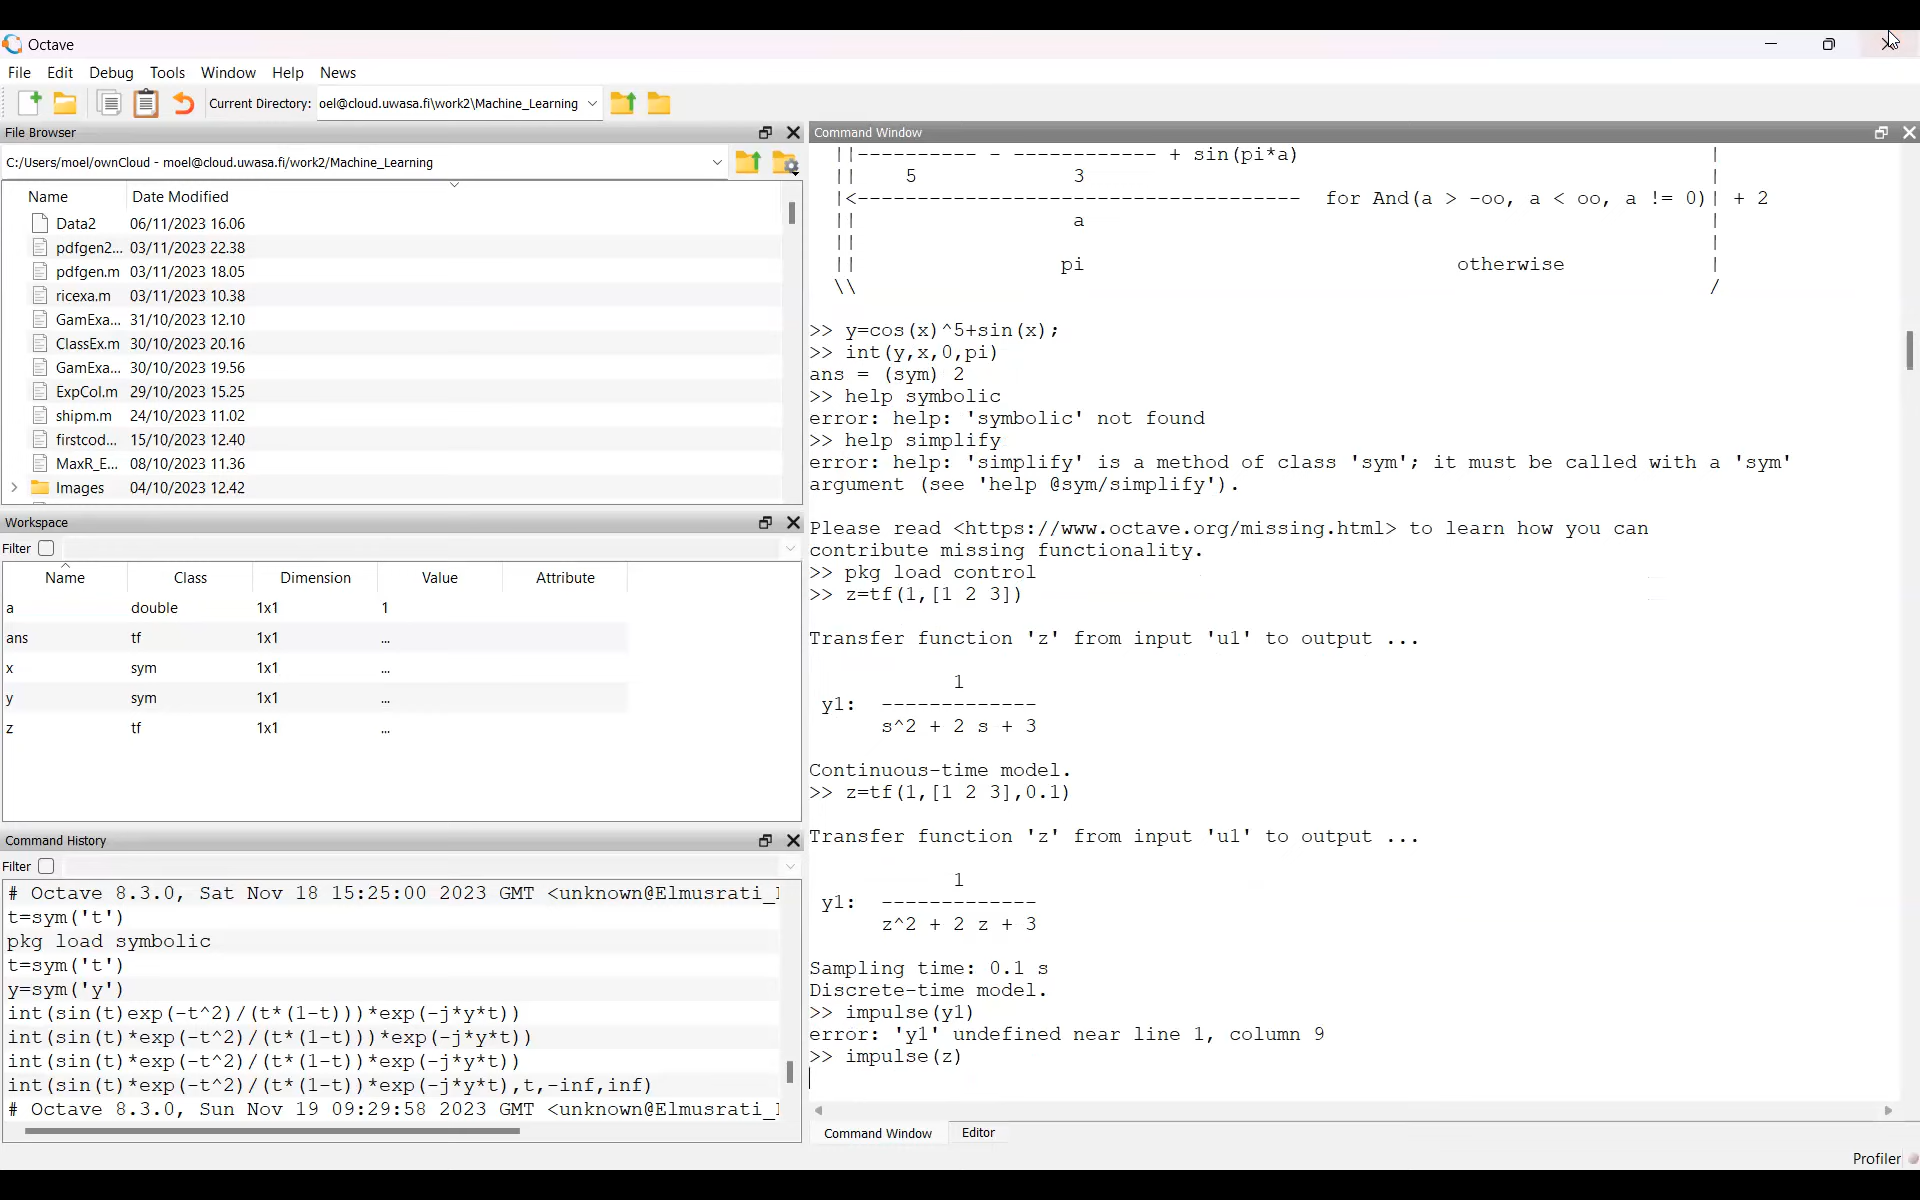 Octave
File Edit Debug Tools Window Help News
Current Directory: oel@cloud.uwasa.fi\work2\Machine_Learning
File Browser
C:/Users/moel/ownCloud - moel@cloud.uwasa.fi/work2/Machine_Learning
Name Date Modified
Data2 06/11/2023 16.06
pdfgen2... 03/11/2023 22.38
pdfgen.m 03/11/2023 18.05
ricexa.m 03/11/2023 10.38
GamExa... 31/10/2023 12.10
ClassEx.m 30/10/2023 20.16
GamExa... 30/10/2023 19.56
ExpCol.m 29/10/2023 15.25
shipm.m 24/10/2023 11.02
firstcod... 15/10/2023 12.40
MaxR_E... 08/10/2023 11.36
Images 04/10/2023 12.42
Workspace
Filter
Name Class Dimension Value Attribute
a double 1x1 1
ans tf 1x1 ...
x sym 1x1 ...
y sym 1x1 ...
z tf 1x1 ...
Command History
Filter
# Octave 8.3.0, Sat Nov 18 15:25:00 2023 GMT <unknown@Elmusrati_
t=sym('t')
pkg load symbolic
t=sym('t')
y=sym('y')
int(sin(t)exp(-t^2)/(t*(1-t)))*exp(-j*y*t))
int(sin(t)*exp(-t^2)/(t*(1-t)))*exp(-j*y*t))
int(sin(t)*exp(-t^2)/(t*(1-t))*exp(-j*y*t))
int(sin(t)*exp(-t^2)/(t*(1-t))*exp(-j*y*t),t,-inf,inf)
# Octave 8.3.0, Sun Nov 19 09:29:58 2023 GMT <unknown@Elmusrati_
Command Window
||---------- - ------------ + sin(pi*a) |
|| 5 3 |
|<------------------------------------- for And(a > -oo, a < oo, a != 0)| + 2
|| a |
|| |
|| pi otherwise |
\\ /
>> y=cos(x)^5+sin(x);
>> int(y,x,0,pi)
ans = (sym) 2
>> help symbolic
error: help: 'symbolic' not found
>> help simplify
error: help: 'simplify' is a method of class 'sym'; it must be called with a 'sym'
argument (see 'help @sym/simplify').
Please read <https://www.octave.org/missing.html> to learn how you can
contribute missing functionality.
>> pkg load control
>> z=tf(1,[1 2 3])
Transfer function 'z' from input 'u1' to output ...
1
y1: -------------
s^2 + 2 s + 3
Continuous-time model.
>> z=tf(1,[1 2 3],0.1)
Transfer function 'z' from input 'u1' to output ...
1
y1: -------------
z^2 + 2 z + 3
Sampling time: 0.1 s
Discrete-time model.
>> impulse(y1)
error: 'y1' undefined near line 1, column 9
>> impulse(z)
Command Window Editor
Profiler